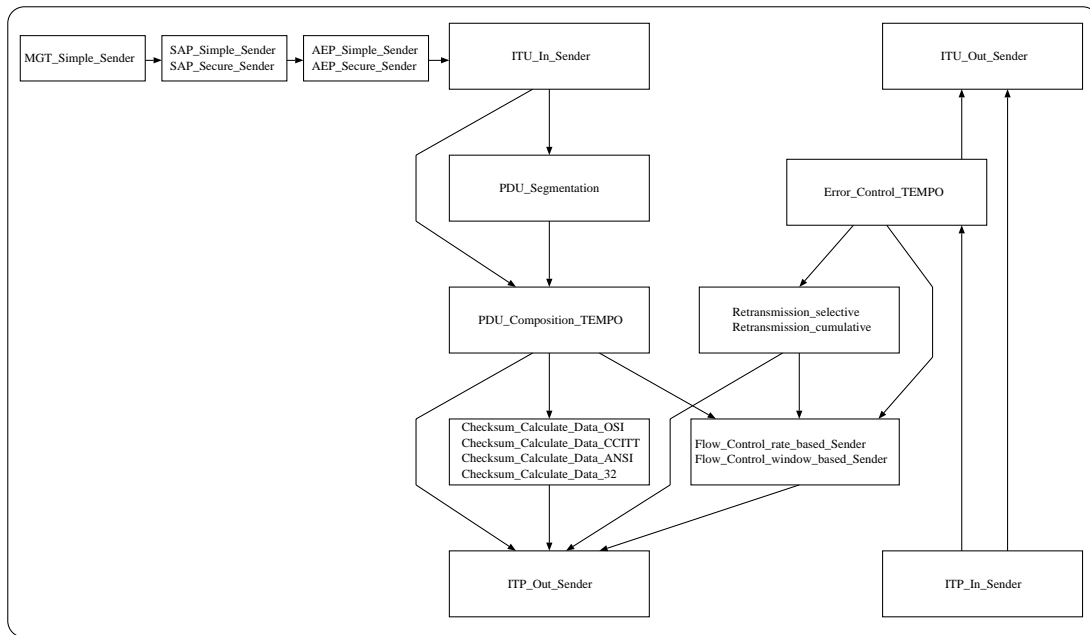 MGT_Simple_Sender
SAP_Simple_Sender
SAP_Secure_Sender
AEP_Simple_Sender
AEP_Secure_Sender
ITU_In_Sender
ITU_Out_Sender
PDU_Segmentation
Error_Control_TEMPO
PDU_Composition_TEMPO
Retransmission_selective
Retransmission_cumulative
Checksum_Calculate_Data_OSI
Checksum_Calculate_Data_CCITT
Checksum_Calculate_Data_ANSI
Checksum_Calculate_Data_32
Flow_Control_rate_based_Sender
Flow_Control_window_based_Sender
ITP_Out_Sender
ITP_In_Sender